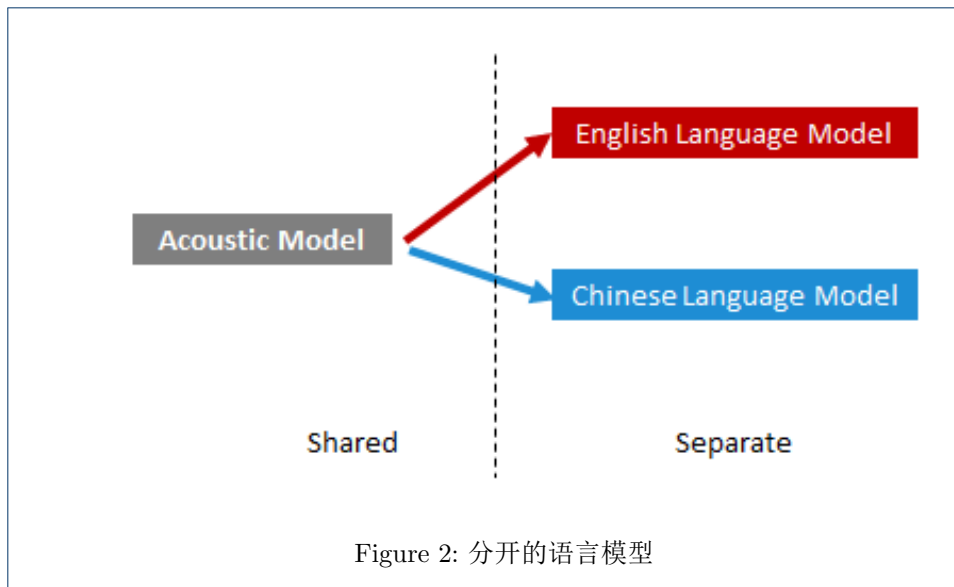 English Language Model
Acoustic Model
Chinese Language Model
Shared
Separate
Figure 2: 分开的语言模型